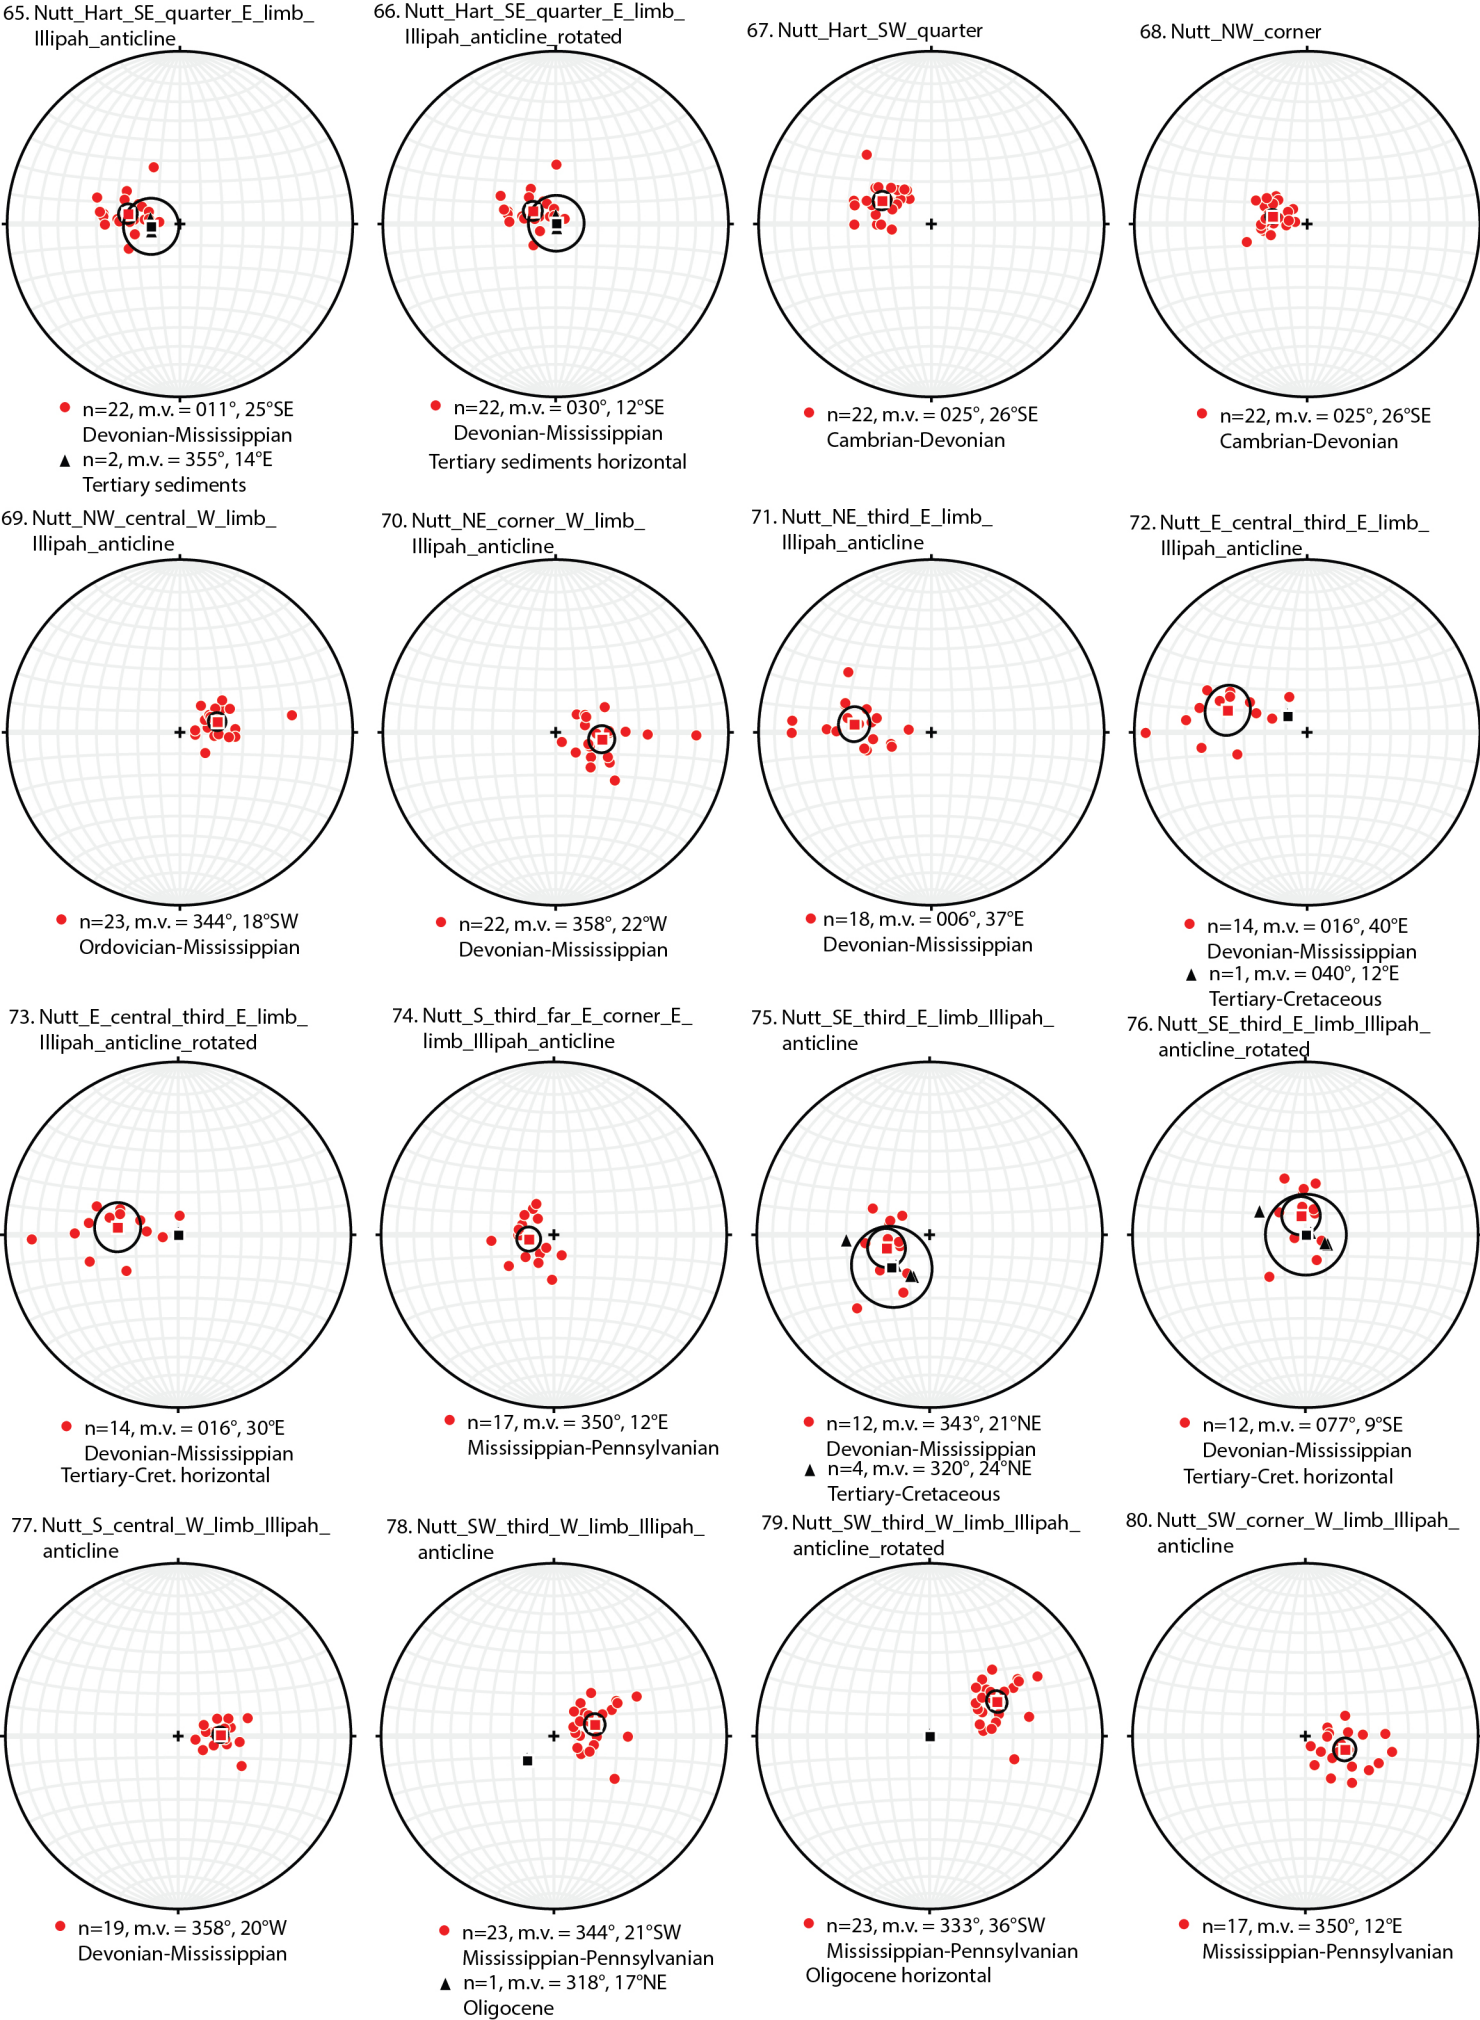 65. Nutt_Hart_SE_quarter_E_limb_
Illipah_anticline
n=22, m.v. = 011°, 25°SE
Devonian-Mississippian
n=2, m.v. = 355°, 14°E
Tertiary sediments
66. Nutt_Hart_SE_quarter_E_limb_
Illipah_anticline_rotated
n=22, m.v. = 030°, 12°SE
Devonian-Mississippian
Tertiary sediments horizontal
67. Nutt_Hart_SW_quarter
n=22, m.v. = 025°, 26°SE
Cambrian-Devonian
68. Nutt_NW_corner
n=22, m.v. = 025°, 26°SE
Cambrian-Devonian
69. Nutt_NW_central_W_limb_
Illipah_anticline
n=23, m.v. = 344°, 18°SW
Ordovician-Mississippian
70. Nutt_NE_corner_W_limb_
Illipah_anticline
n=22, m.v. = 358°, 22°W
Devonian-Mississippian
71. Nutt_NE_third_E_limb_
Illipah_anticline
n=18, m.v. = 006°, 37°E
Devonian-Mississippian
72. Nutt_E_central_third_E_limb_
Illipah_anticline
n=14, m.v. = 016°, 40°E
Devonian-Mississippian
n=1, m.v. = 040°, 12°E
Tertiary-Cretaceous
73. Nutt_E_central_third_E_limb_
Illipah_anticline_rotated
n=14, m.v. = 016°, 30°E
Devonian-Mississippian
Tertiary-Cret. horizontal
74. Nutt_S_third_far_E_corner_E_
limb_Illipah_anticline
n=17, m.v. = 350°, 12°E
Mississippian-Pennsylvanian
75. Nutt_SE_third_E_limb_Illipah_
anticline
n=12, m.v. = 343°, 21°NE
Devonian-Mississippian
n=4, m.v. = 320°, 24°NE
Tertiary-Cretaceous
76. Nutt_SE_third_E_limb_Illipah_
anticline_rotated
n=12, m.v. = 077°, 9°SE
Devonian-Mississippian
Tertiary-Cret. horizontal
77. Nutt_S_central_W_limb_Illipah_
anticline
n=19, m.v. = 358°, 20°W
Devonian-Mississippian
78. Nutt_SW_third_W_limb_Illipah_
anticline
n=23, m.v. = 344°, 21°SW
Mississippian-Pennsylvanian
n=1, m.v. = 318°, 17°NE
Oligocene
79. Nutt_SW_third_W_limb_Illipah_
anticline_rotated
n=23, m.v. = 333°, 36°SW
Mississippian-Pennsylvanian
Oligocene horizontal
80. Nutt_SW_corner_W_limb_Illipah_
anticline
n=17, m.v. = 350°, 12°E
Mississippian-Pennsylvanian